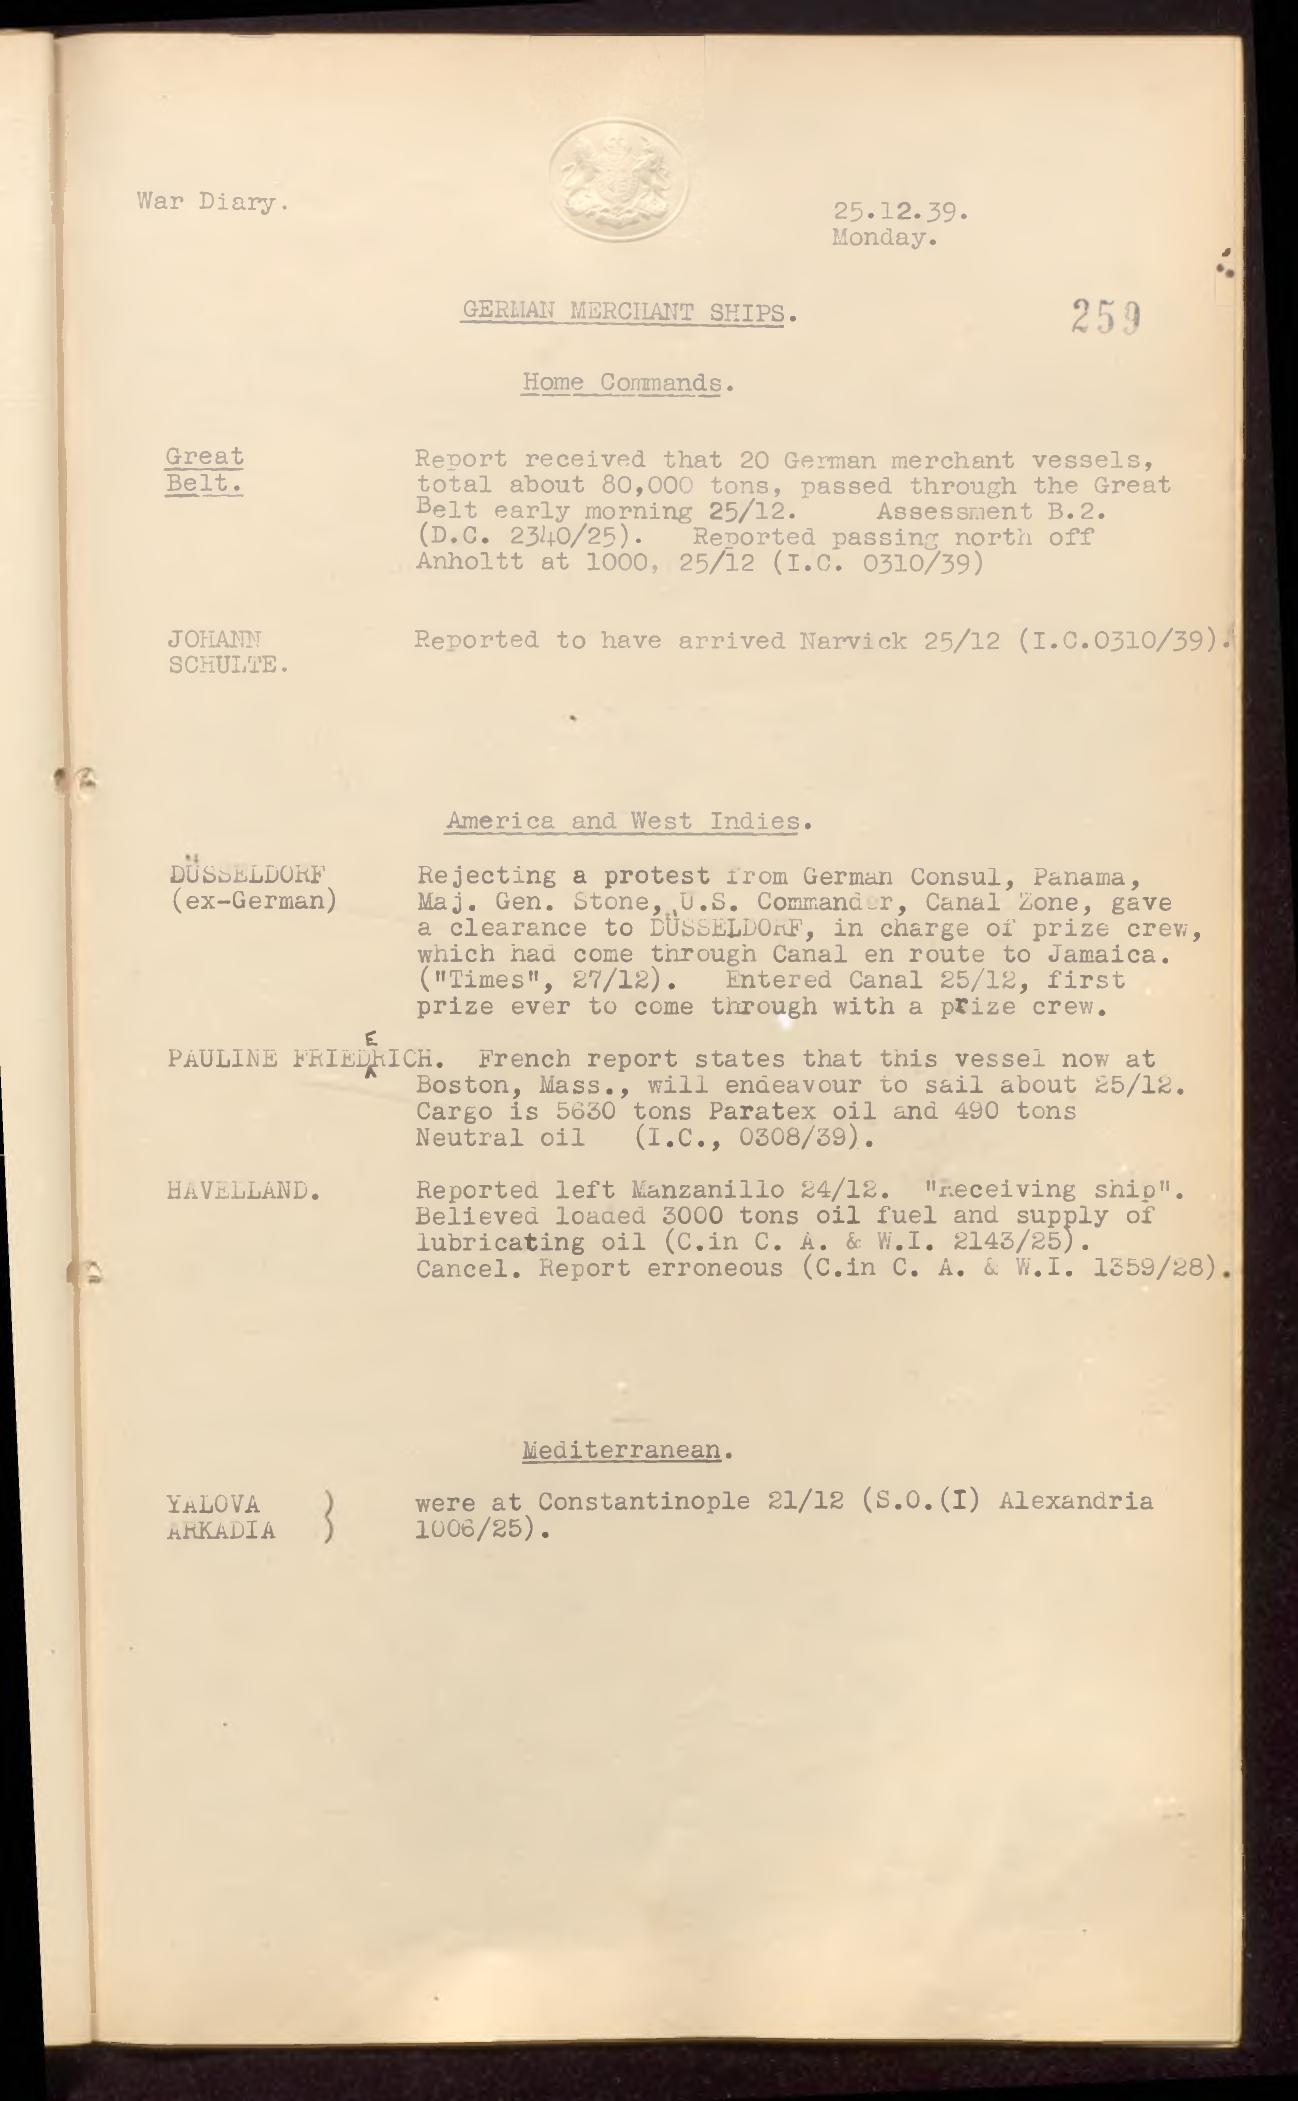 War Diary.
25.12.39.
Monday.
GERMAN MERCHANT SHIPS.
259
Home Commands.
Great Belt.
Report received that 20 German merchant vessels,
total about 80,000 tons, passed through the Great
Belt early morning 25/12. Assessment B.2.
(D.C. 2340/25). Reported passing north off
Anholtt at 1000, 25/12 (I.C. 0310/39)
JOHANN SCHULTE.
Reported to have arrived Narvick 25/12 (I.C.0310/39).
America and West Indies.
DÜSSELDORF (ex-German)
Rejecting a protest from German Consul, Panama,
Maj. Gen. Stone, U.S. Commander, Canal Zone, gave
a clearance to DÜSSELDORF, in charge of prize crew,
which had come through Canal en route to Jamaica.
("Times", 27/12). Entered Canal 25/12, first
prize ever to come through with a prize crew.
PAULINE FRIEDERICH. French report states that this vessel now at
Boston, Mass., will endeavour to sail about 25/12.
Cargo is 5630 tons Paratex oil and 490 tons
Neutral oil (I.C., 0308/39).
HAVELLAND.
Reported left Manzanillo 24/12. "Receiving ship".
Believed loaded 3000 tons oil fuel and supply of
lubricating oil (C.in C. A. & W.I. 2143/25).
Cancel. Report erroneous (C.in C. A. & W.I. 1359/28).
Mediterranean.
YALOVA )
ARKADIA )
were at Constantinople 21/12 (S.O.(I) Alexandria
1006/25).